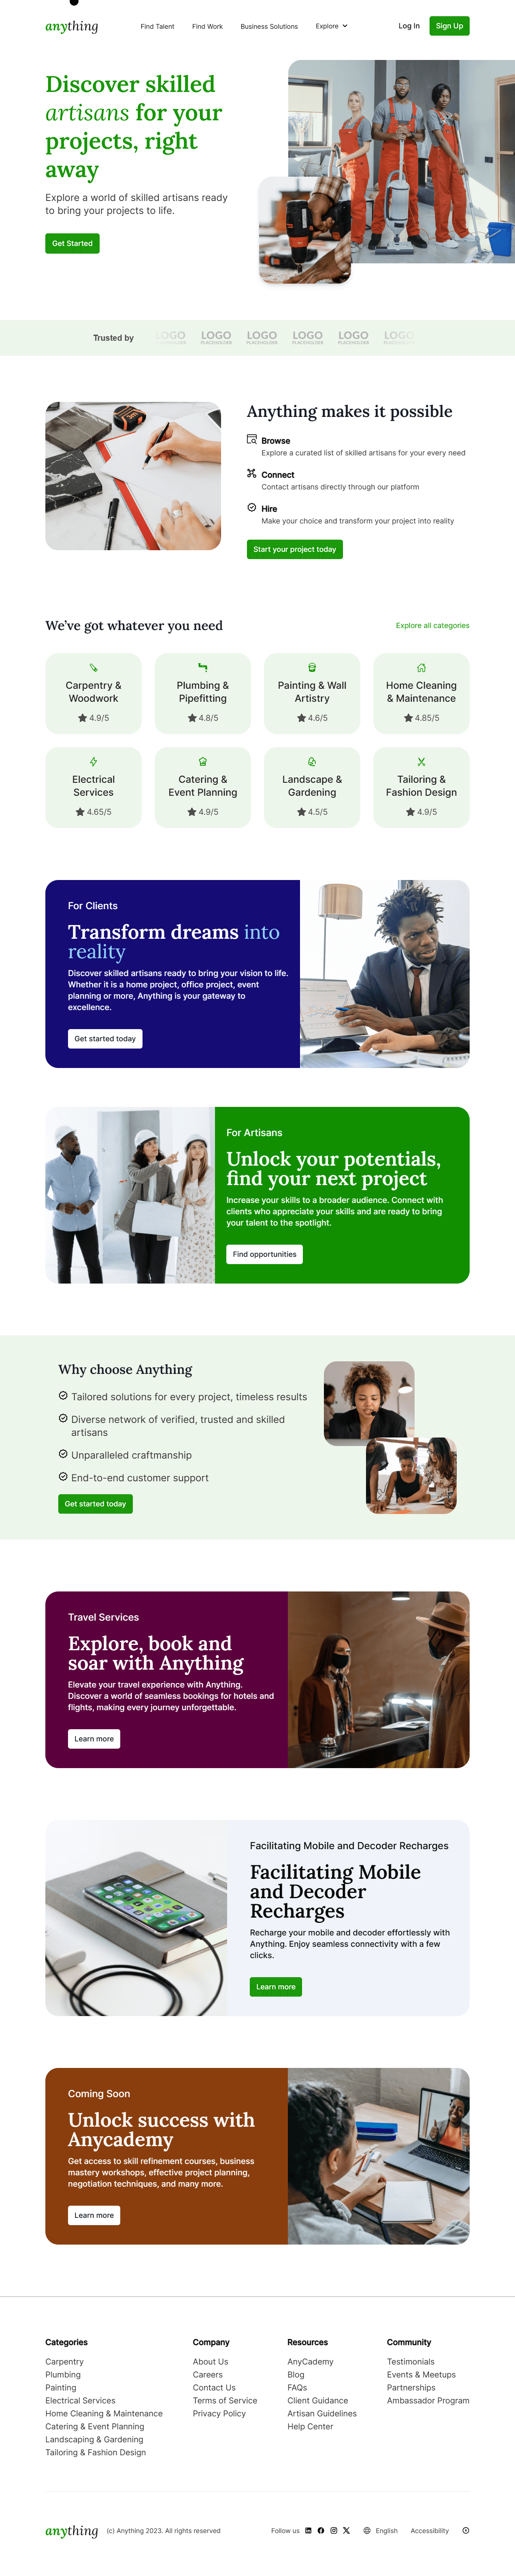 anything
Find Talent
Find Work
Business Solutions
Explore
Log In
Sign Up
Discover skilled
artisans for your
projects, right
away
Explore a world of skilled artisans ready
to bring your projects to life.
Get Started
Trusted by
LOGO
PLACEHOLDER
LOGO
PLACEHOLDER
LOGO
PLACEHOLDER
LOGO
PLACEHOLDER
LOGO
PLACEHOLDER
LOGO
PLACEHOLDER
Anything makes it possible
Browse
Explore a curated list of skilled artisans for your every need
Connect
Contact artisans directly through our platform
Hire
Make your choice and transform your project into reality
Start your project today
We've got whatever you need
Explore all categories
Carpentry &
Woodwork
4.9/5
Plumbing &
Pipefitting
4.8/5
Painting & Wall
Artistry
4.6/5
Home Cleaning
& Maintenance
4.85/5
Electrical
Services
4.65/5
Catering &
Event Planning
4.9/5
Landscape &
Gardening
4.5/5
Tailoring &
Fashion Design
4.9/5
For Clients
Transform dreams into
reality
Discover skilled artisans ready to bring your vision to life.
Whether it is a home project, office project, event
planning or more, Anything is your gateway to
excellence.
Get started today
For Artisans
Unlock your potentials,
find your next project
Increase your skills to a broader audience. Connect with
clients who appreciate your skills and are ready to bring
your talent to the spotlight.
Find opportunities
Why choose Anything
Tailored solutions for every project, timeless results
Diverse network of verified, trusted and skilled
artisans
Unparalleled craftmanship
End-to-end customer support
Get started today
Travel Services
Explore, book and
soar with Anything
Elevate your travel experience with Anything.
Discover a world of seamless bookings for hotels and
flights, making every journey unforgettable.
Learn more
Facilitating Mobile and Decoder Recharges
Facilitating Mobile
and Decoder
Recharges
Recharge your mobile and decoder effortlessly with
Anything. Enjoy seamless connectivity with a few
clicks.
Learn more
Coming Soon
Unlock success with
Anycademy
Get access to skill refinement courses, business
mastery workshops, effective project planning,
negotiation techniques, and many more.
Learn more
Categories
Carpentry
Plumbing
Painting
Electrical Services
Home Cleaning & Maintenance
Catering & Event Planning
Landscaping & Gardening
Tailoring & Fashion Design
Company
About Us
Careers
Contact Us
Terms of Service
Privacy Policy
Resources
AnyCademy
Blog
FAQs
Client Guidance
Artisan Guidelines
Help Center
Community
Testimonials
Events & Meetups
Partnerships
Ambassador Program
anything
(c) Anything 2023. All rights reserved
Follow us
English
Accessibility